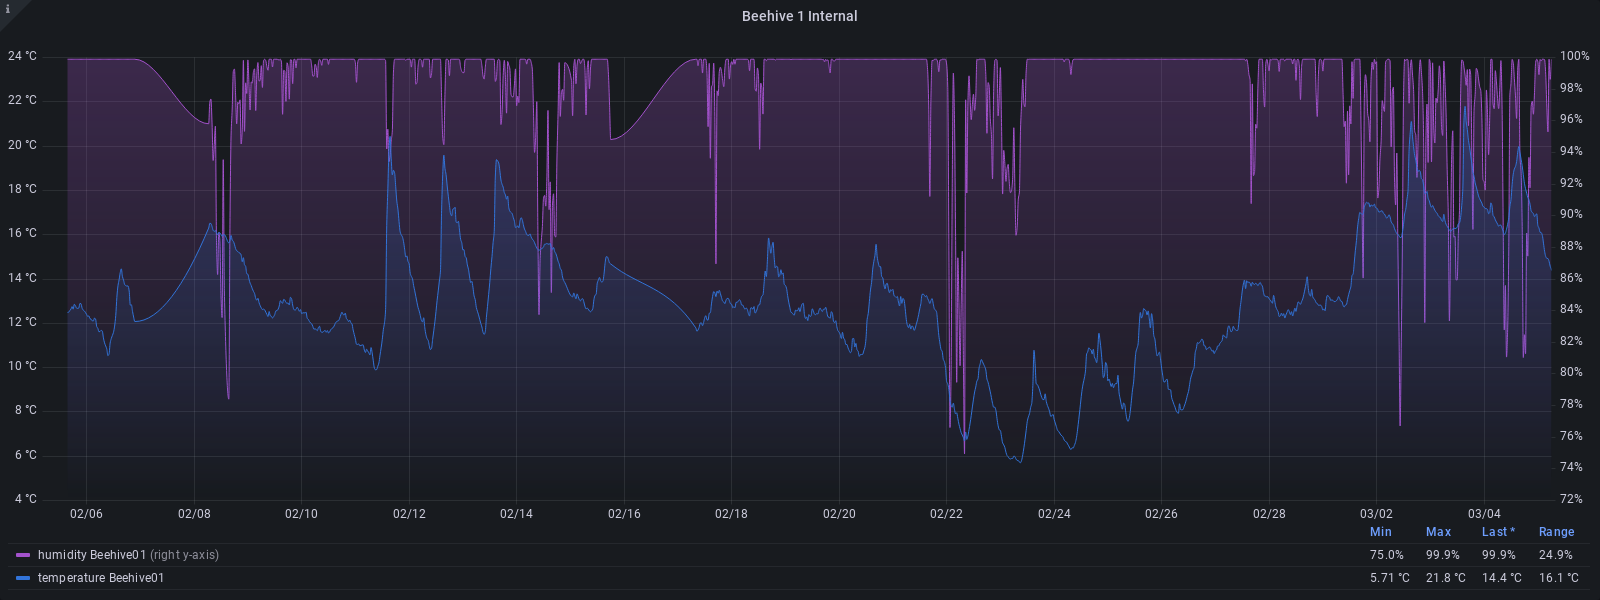 Beehive 1 Internal
24 °C 100%
98%
22 °C
96%
20 °C
94%
18 °C 92%
90%
16 °C
88%
14 °C 86%
84%
12 °C
82%
10 °C 80%
8 °C 78%
76%
6 °C
74%
4 °C 72%
02/06 02/08 02/10 02/12 02/14 02/16 02/18 02/20 02/22 02/24 02/26 02/28 03/02 03/04
Min Max Last * Range
humidity Beehive01 (right y-axis) 75.0% 99.9% 99.9% 24.9%
temperature Beehive01 5.71 °C 21.8 °C 14.4 °C 16.1 °C